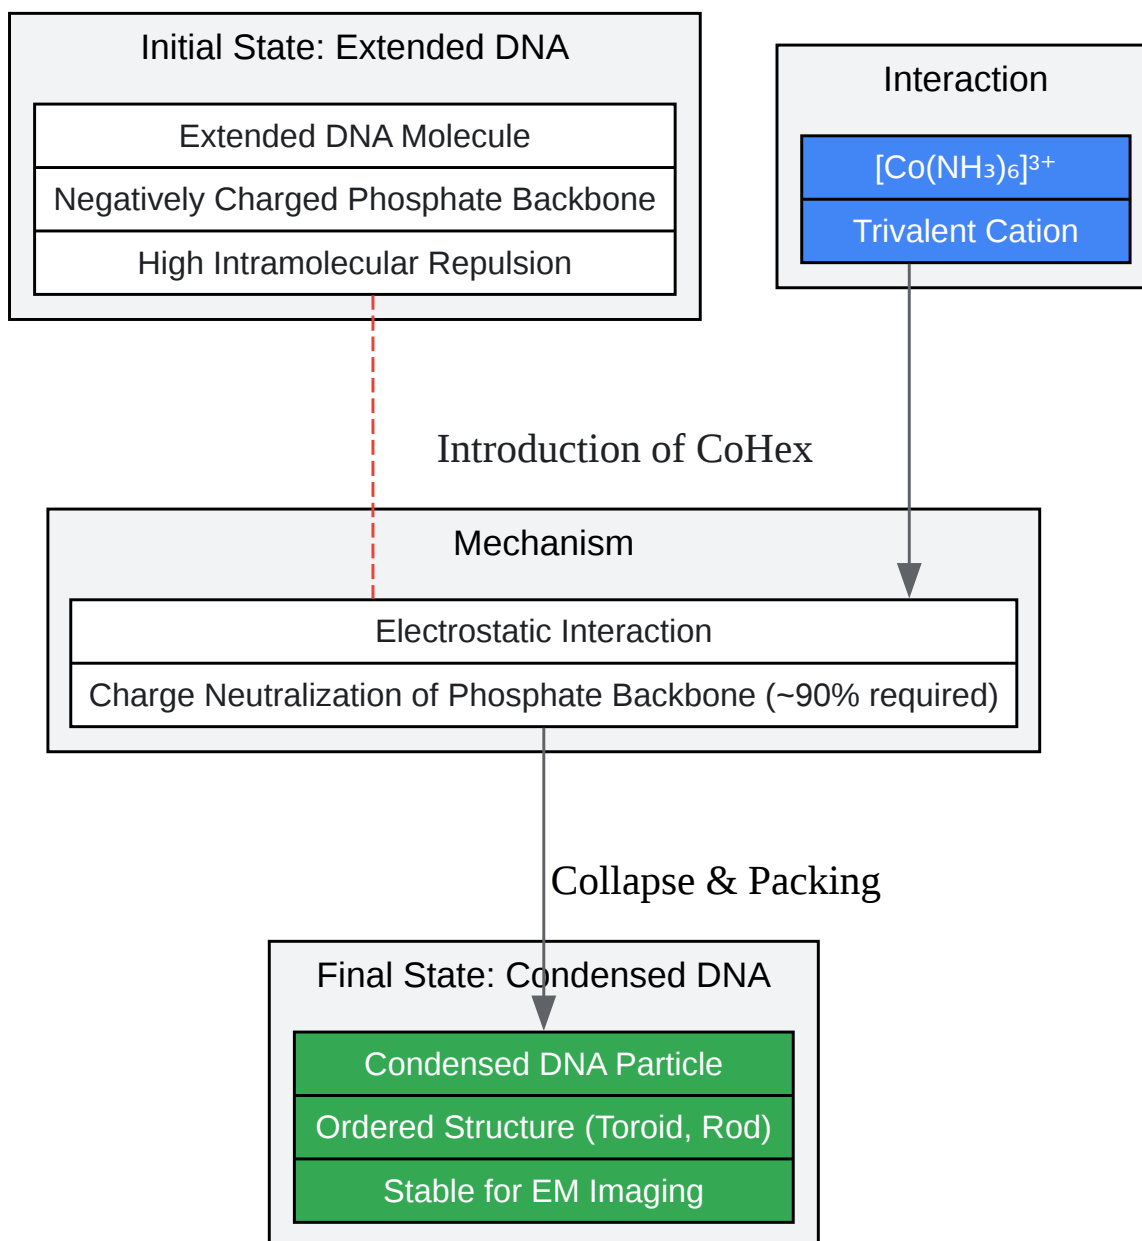 Initial State: Extended DNA
Extended DNA Molecule
Negatively Charged Phosphate Backbone
High Intramolecular Repulsion
Interaction
[Co(NH₃)₆]³⁺
Trivalent Cation
Introduction of CoHex
Mechanism
Electrostatic Interaction
Charge Neutralization of Phosphate Backbone (~90% required)
Collapse & Packing
Final State: Condensed DNA
Condensed DNA Particle
Ordered Structure (Toroid, Rod)
Stable for EM Imaging